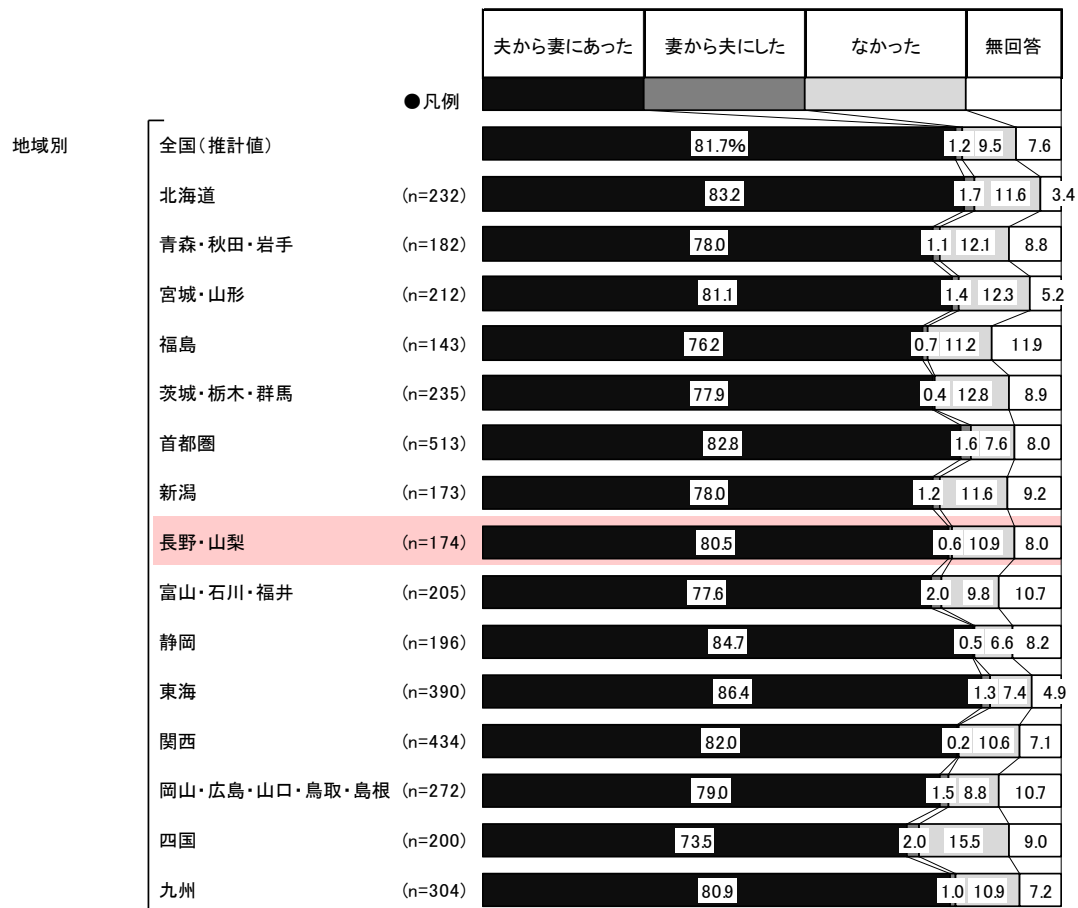 夫から妻にあった 妻から夫にした なかった 無回答
●凡例
地域別 全国(推計値) 81.7% 1.2 9.5 7.6
北海道 (n=232) 83.2 1.7 11.6 3.4
青森・秋田・岩手 (n=182) 78.0 1.1 12.1 8.8
宮城・山形 (n=212) 81.1 1.4 12.3 5.2
福島 (n=143) 76.2 0.7 11.2 11.9
茨城・栃木・群馬 (n=235) 77.9 0.4 12.8 8.9
首都圏 (n=513) 82.8 1.6 7.6 8.0
新潟 (n=173) 78.0 1.2 11.6 9.2
長野・山梨 (n=174) 80.5 0.6 10.9 8.0
富山・石川・福井 (n=205) 77.6 2.0 9.8 10.7
静岡 (n=196) 84.7 0.5 6.6 8.2
東海 (n=390) 86.4 1.3 7.4 4.9
関西 (n=434) 82.0 0.2 10.6 7.1
岡山・広島・山口・鳥取・島根 (n=272) 79.0 1.5 8.8 10.7
四国 (n=200) 73.5 2.0 15.5 9.0
九州 (n=304) 80.9 1.0 10.9 7.2